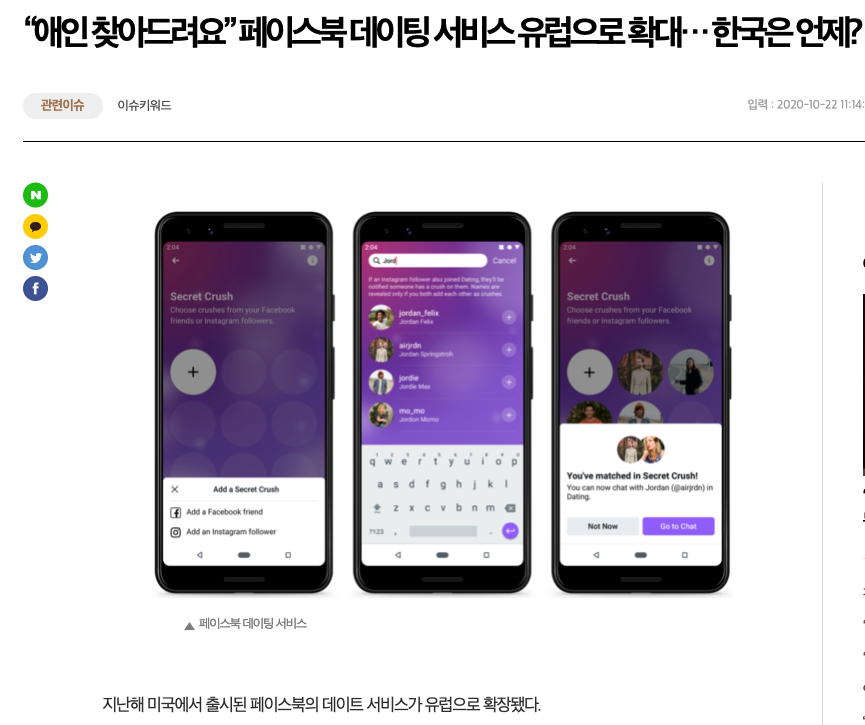 “애인 찾아드려요” 페이스북 데이팅 서비스 유럽으로 확대… 한국은 언제?
관련이슈 이슈키워드
입력 : 2020-10-22 11:14:
2:04
Secret Crush
Choose crushes from your Facebook
friends or Instagram followers.
Add a Secret Crush
Add a Facebook friend
Add an Instagram follower
2:04
Jord
Cancel
If an Instagram follower also joined Dating, they'll be
notified someone has a crush on them. Names are
revealed only if you both add each other as crushes.
jordan_felix
Jordan Felix
airjrdn
Jordan Springstroh
jordie
Jordie Max
mo_mo
Jordon Momo
q w e r t y u i o p
a s d f g h j k l
z x c v b n m
?123 , .
2:04
Secret Crush
Choose crushes from your Facebook
friends or Instagram followers.
You've matched in Secret Crush!
You can now chat with Jordan (@airjrdn) in
Dating.
Not Now Go to Chat
▲ 페이스북 데이팅 서비스
지난해 미국에서 출시된 페이스북의 데이트 서비스가 유럽으로 확장됐다.